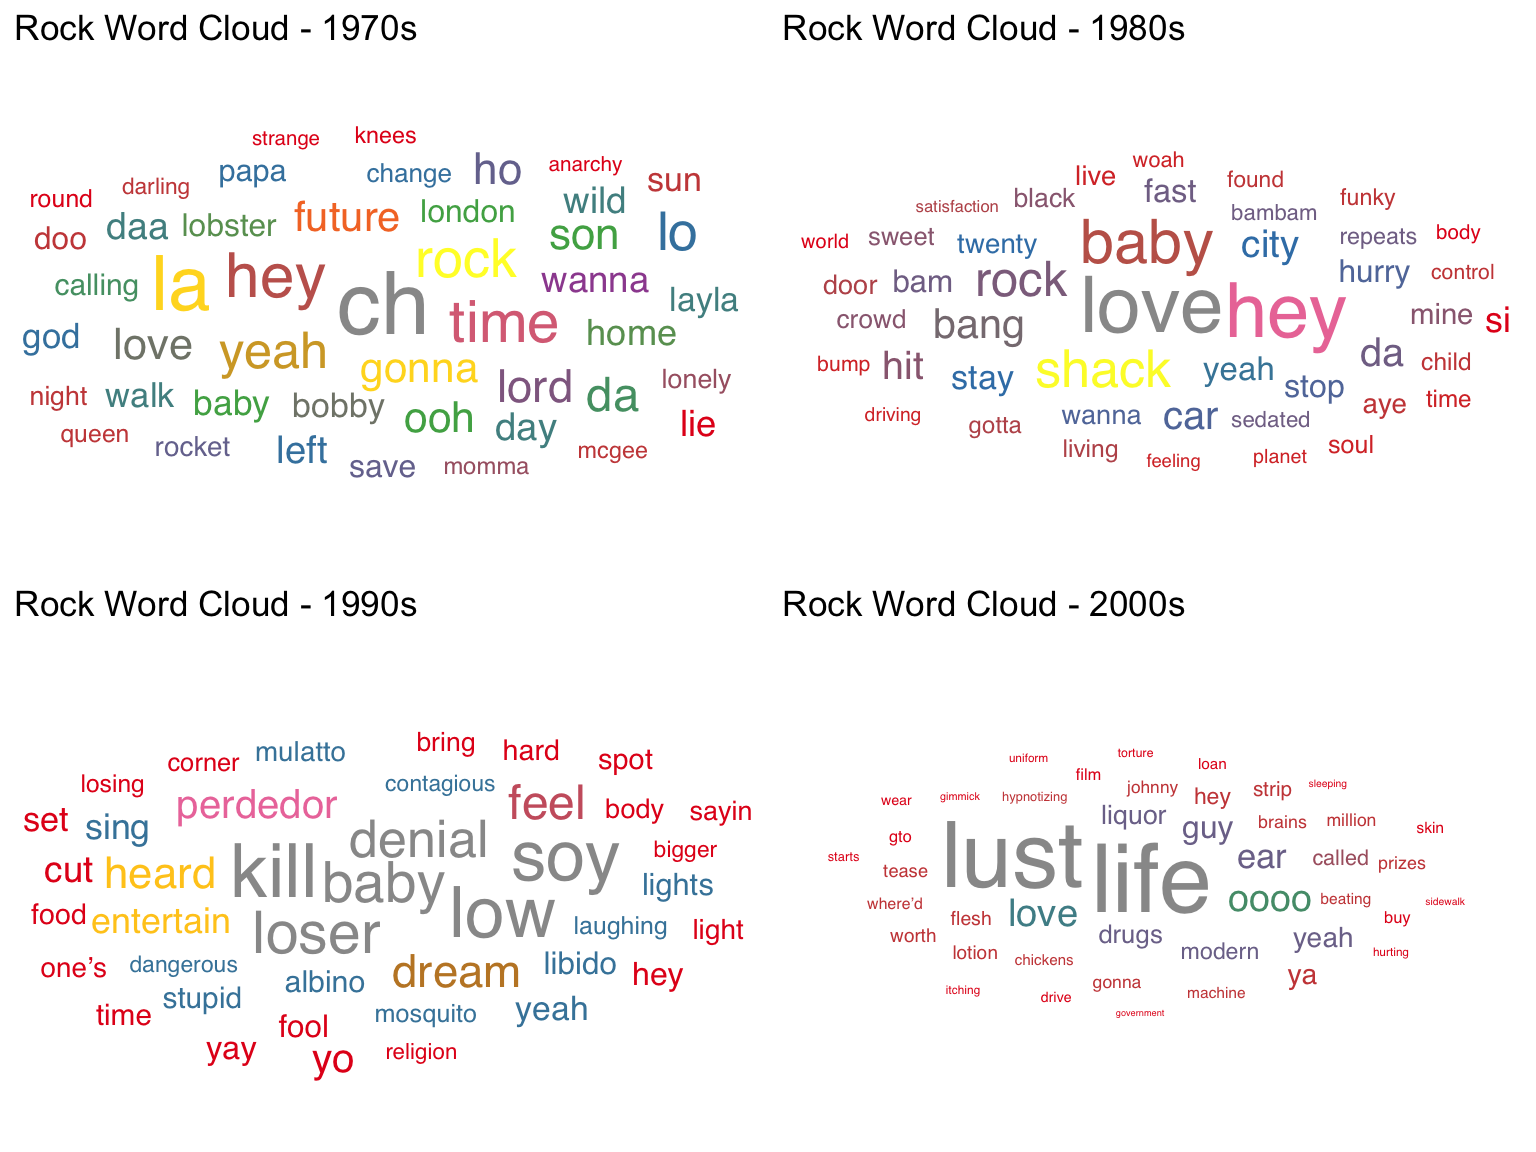 Rock Word Cloud - 1970s
strange knees
papa change ho anarchy sun
round darling wild
doo daa lobster future london son lo
calling la hey ch rock wanna layla
god love yeah time home
gonna lord da lonely
night walk baby bobby ooh day lie
queen rocket left save momma mcgee
Rock Word Cloud - 1980s
woah
live fast found
satisfaction black bambam funky
world sweet twenty baby city repeats body
door bam rock hurry control
crowd bang love hey mine si
bump hit stay shack yeah stop da child
driving gotta wanna car sedated aye time
living feeling planet soul
Rock Word Cloud - 1990s
bring hard
corner mulatto spot
losing contagious
set sing perdedor feel body sayin
denial
cut heard kill baby soy bigger
lights
food entertain loser low laughing light
one's dangerous albino dream libido hey
stupid
time fool mosquito yeah
yay yo religion
Rock Word Cloud - 2000s
uniform torture
film loan
wear gimmick hypnotizing johnny hey strip sleeping
gto liquor guy brains million skin
starts lust life ear called prizes
tease
where'd flesh love oooo beating sidewalk
worth drugs buy
lotion chickens modern yeah hurting
itching drive gonna machine ya
government